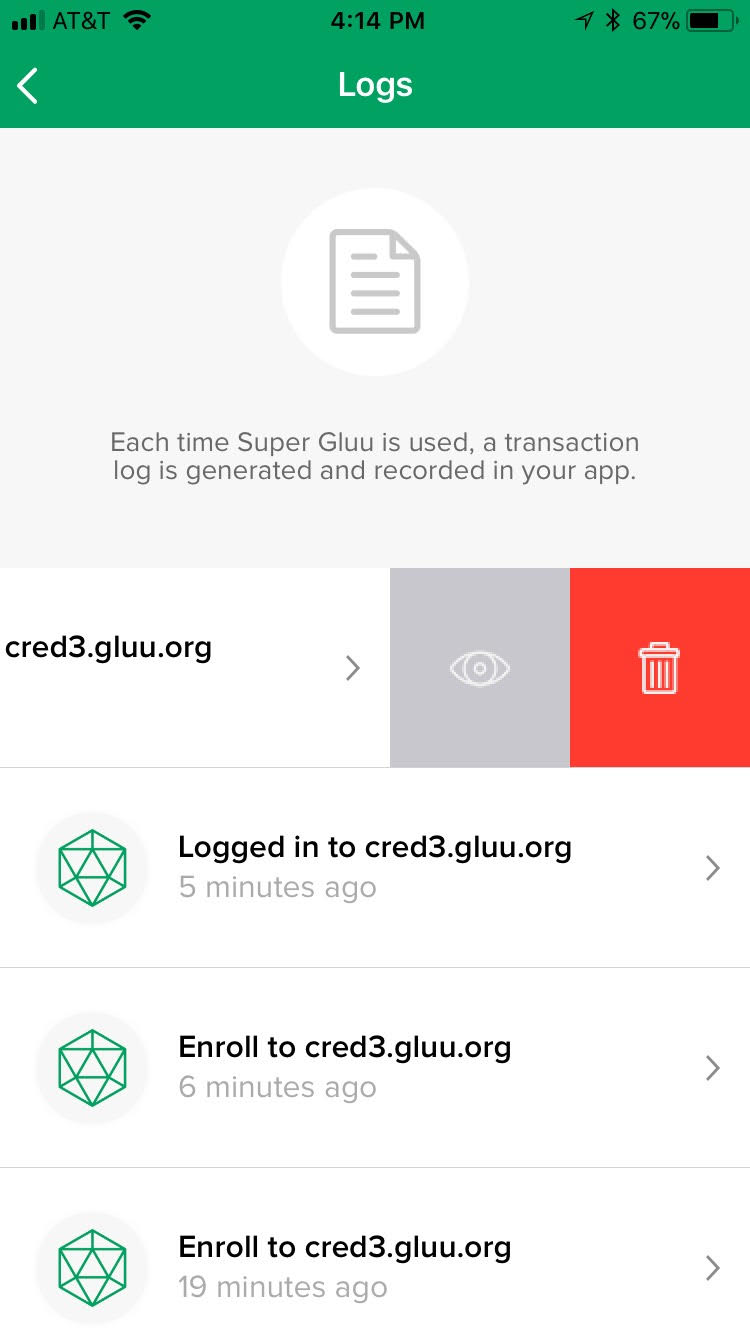 AT&T 4:14 PM 67%
Logs
Each time Super Gluu is used, a transaction
log is generated and recorded in your app.
cred3.gluu.org
Logged in to cred3.gluu.org
5 minutes ago
Enroll to cred3.gluu.org
6 minutes ago
Enroll to cred3.gluu.org
19 minutes ago